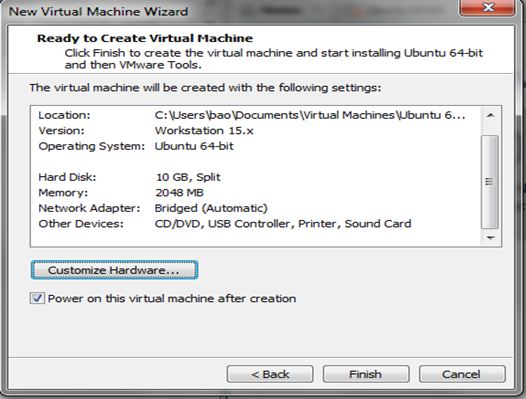 New Virtual Machine Wizard
Ready to Create Virtual Machine
Click Finish to create the virtual machine and start installing Ubuntu 64-bit
and then VMware Tools.
The virtual machine will be created with the following settings:
Location: C:\Users\bao\Documents\Virtual Machines\Ubuntu 6...
Version: Workstation 15.x
Operating System: Ubuntu 64-bit
Hard Disk: 10 GB, Split
Memory: 2048 MB
Network Adapter: Bridged (Automatic)
Other Devices: CD/DVD, USB Controller, Printer, Sound Card
Customize Hardware...
Power on this virtual machine after creation
< Back Finish Cancel